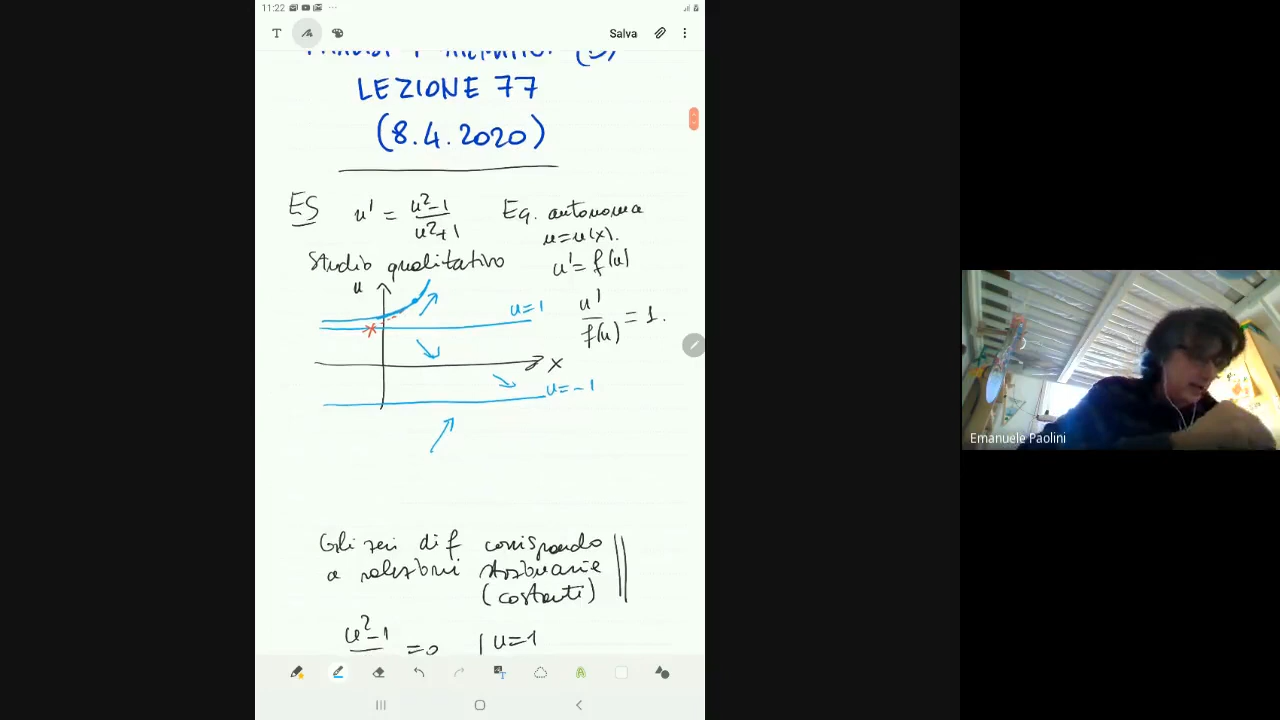 11:22
T
Salva
LEZIONE 77
(8.4.2020)
ES u' = u²-1 / u²+1 Eq. autonoma
u=u(x).
Studio qualitativo u' = f(u)
u
u=1
u' / f(u) = 1.
x
u=-1
Emanuele Paolini
Gli zeri di f corrispondo
a soluzioni stazionarie
(costanti)
u²-1 =0 | u=1
A